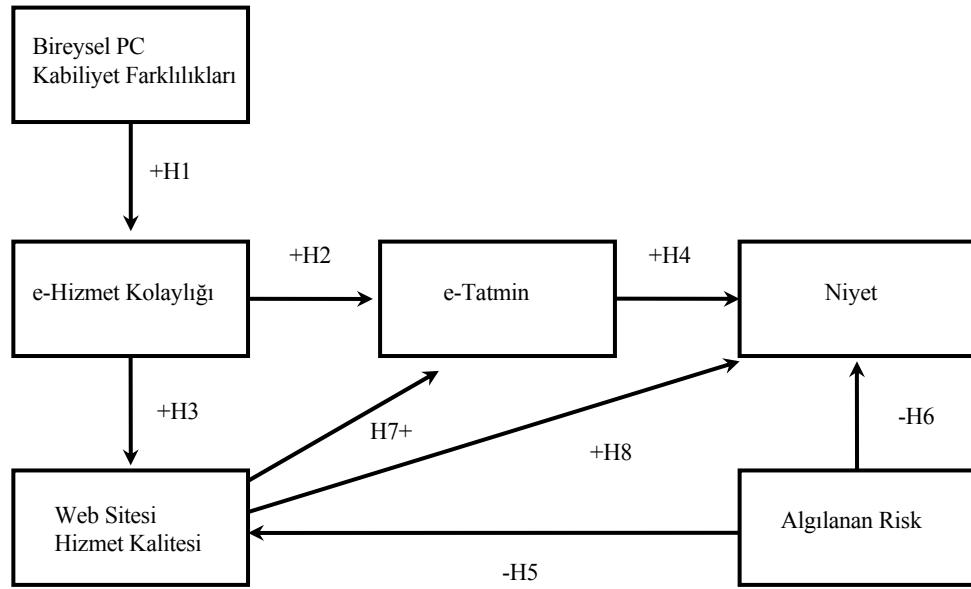 Bireysel PC
Kabiliyet Farklılıkları
+H1
+H2
+H4
e-Hizmet Kolaylığı
e-Tatmin
Niyet
+H3
H7+
+H8
-H6
Web Sitesi
Hizmet Kalitesi
Algılanan Risk
-H5